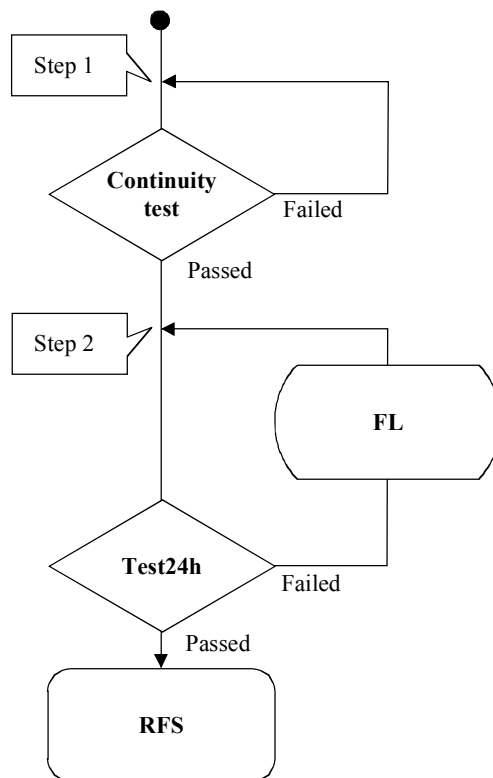 Step 1
Continuity
test
Failed
Passed
Step 2
FL
Test24h
Failed
Passed
RFS